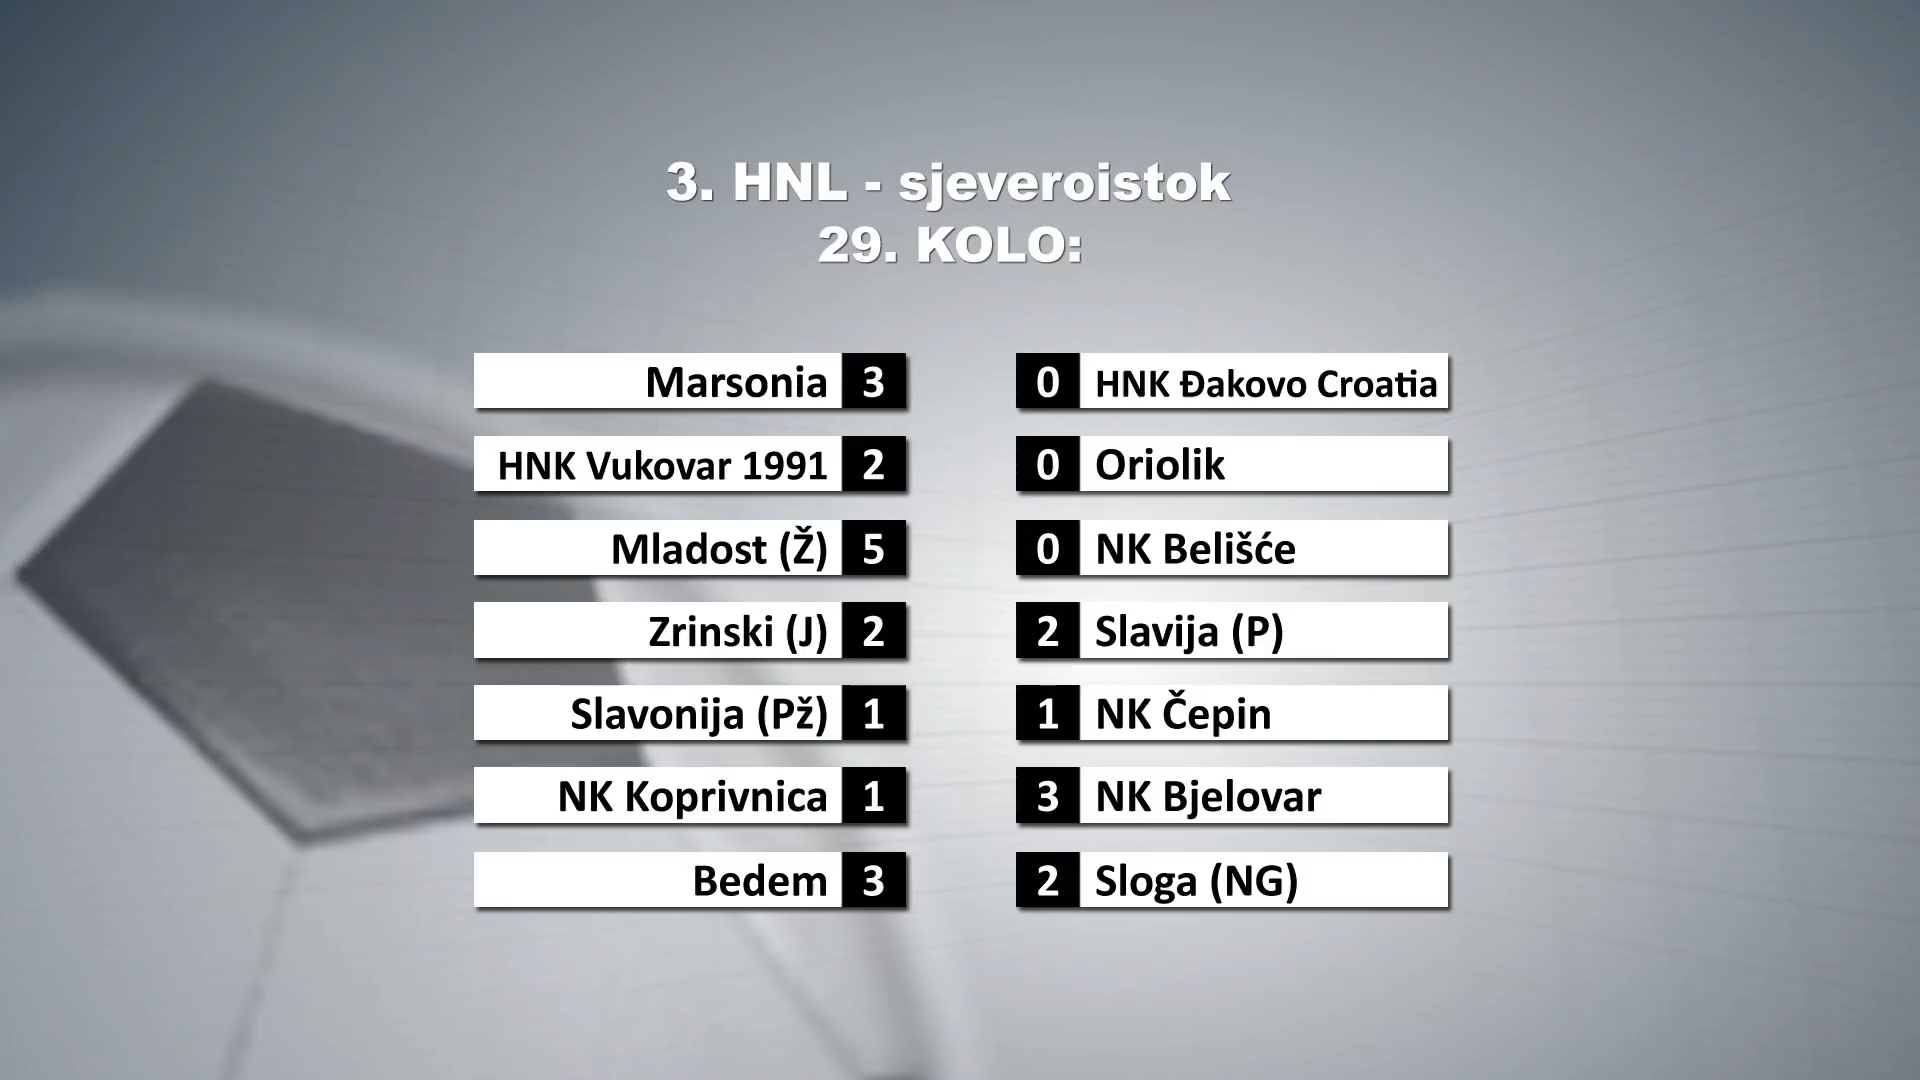 3. HNL - sjeveroistok
29. KOLO:
Marsonia 3 0 HNK Đakovo Croatia
HNK Vukovar 1991 2 0 Oriolik
Mladost (Ž) 5 0 NK Belišće
Zrinski (J) 2 2 Slavija (P)
Slavonija (Pž) 1 1 NK Čepin
NK Koprivnica 1 3 NK Bjelovar
Bedem 3 2 Sloga (NG)